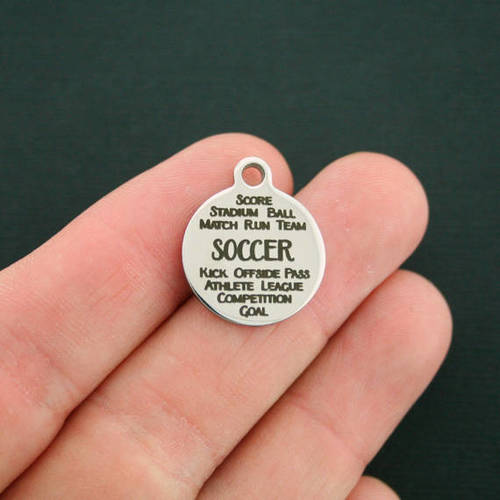 Score
Stadium Ball
Match Run Team
SOCCER
Kick Offside Pass
Athlete League
Competition
Goal